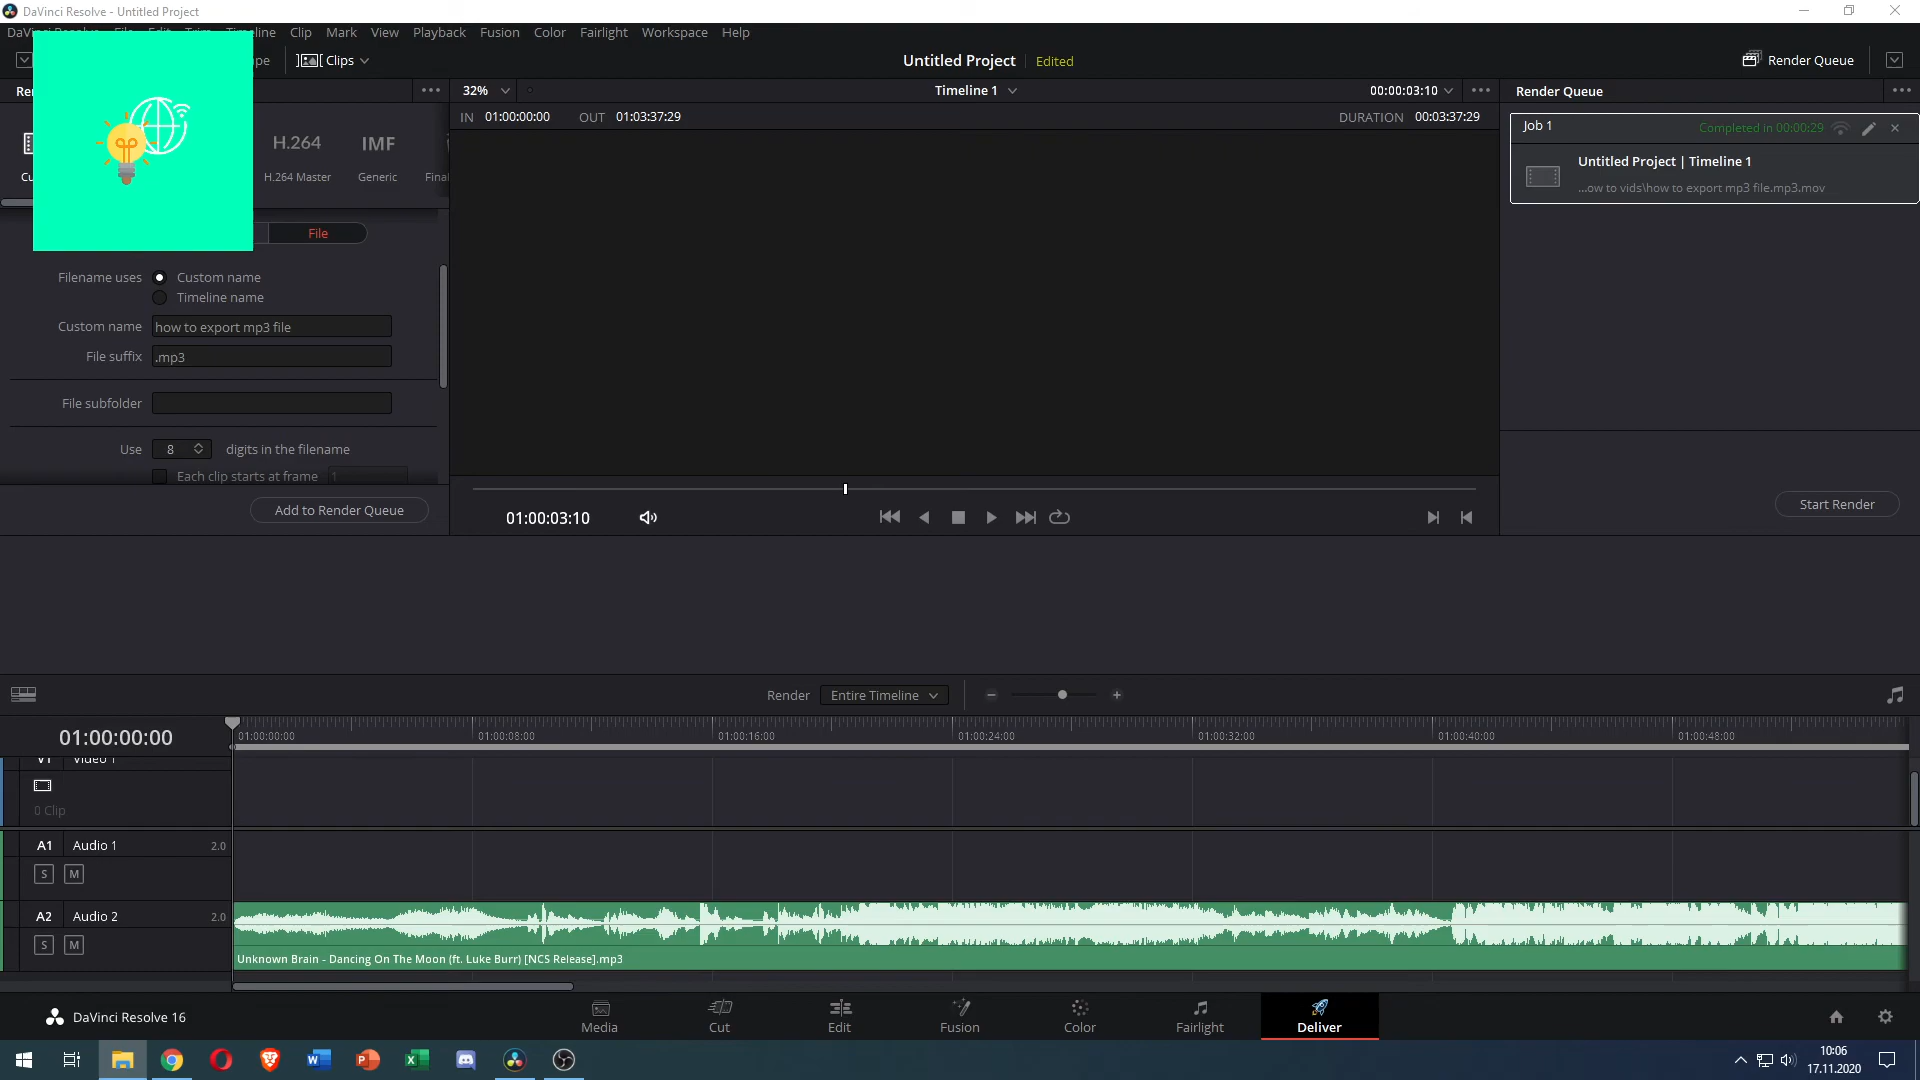 DaVinci Resolve - Untitled Project
DaVinci Resolve File Edit Trim Timeline Clip Mark View Playback Fusion Color Fairlight Workspace Help
pe Clips Untitled Project Edited Render Queue
Re 32% Timeline 1 00:00:03:10 Render Queue
IN 01:00:00:00 OUT 01:03:37:29 DURATION 00:03:37:29
Job 1 Completed in 00:00:29
H.264 IMF
Untitled Project | Timeline 1
Cu H.264 Master Generic Final
...ow to vids\how to export mp3 file.mp3.mov
File
Filename uses Custom name
Timeline name
Custom name how to export mp3 file
File suffix .mp3
File subfolder
Use 8 digits in the filename
Each clip starts at frame 1
Add to Render Queue
01:00:03:10
Start Render
Render Entire Timeline
01:00:00:00
01:00:00:00 01:00:08:00 01:00:16:00 01:00:24:00 01:00:32:00 01:00:40:00 01:00:48:00
V1 Video 1
0 Clip
A1 Audio 1 2.0
S M
A2 Audio 2 2.0
S M
Unknown Brain - Dancing On The Moon (ft. Luke Burr) [NCS Release].mp3
DaVinci Resolve 16
Media Cut Edit Fusion Color Fairlight Deliver
10:06
17.11.2020